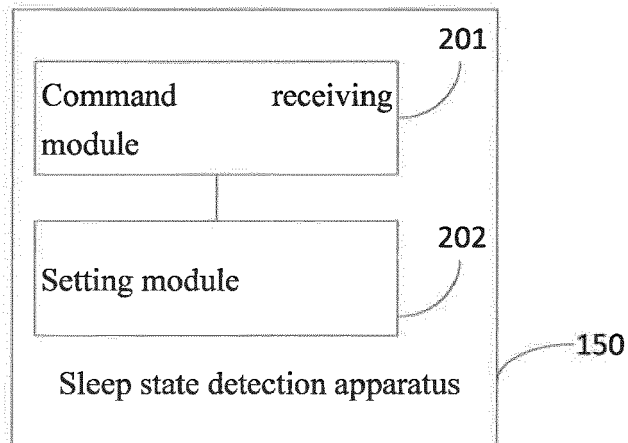 201
Command receiving
module
202
Setting module
150
Sleep state detection apparatus